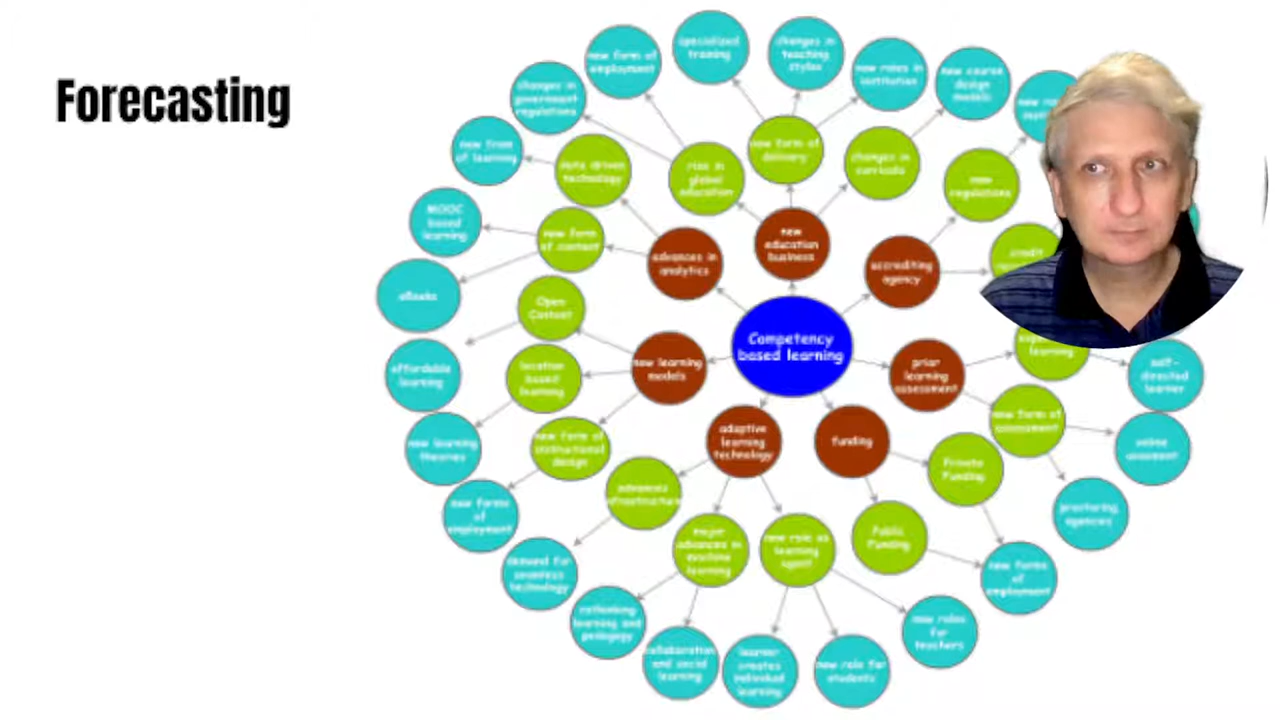 Forecasting
specialized
training
changes in
teaching
styles
new form of
employment
new roles in
institution
new course
design
models
changes in
government
regulations
new form of
delivery
changes in
curricula
new form
of learning
data driven
technology
rise in
global
education
new
regulations
MOOC
based
learning
new form
of content
advances in
analytics
new
education
business
accrediting
agency
credit
eBooks
Open
Content
Competency
based learning
affordable
learning
location
based
learning
new learning
models
prior
learning
assessment
learning
self-
directed
learner
new learning
theories
new form of
instructional
design
adaptive
learning
technology
funding
new form of
assessment
online
assessment
new forms
of
employment
advances
infrastructure
Private
Funding
proctoring
agencies
demand for
seamless
technology
major
advances in
machine
learning
new role as
learning
agent
Public
Funding
new forms
of
employment
rethinking
learning and
pedagogy
collaboration
and social
learning
learner
creates
individual
learning
new role for
students
new roles
for
teachers